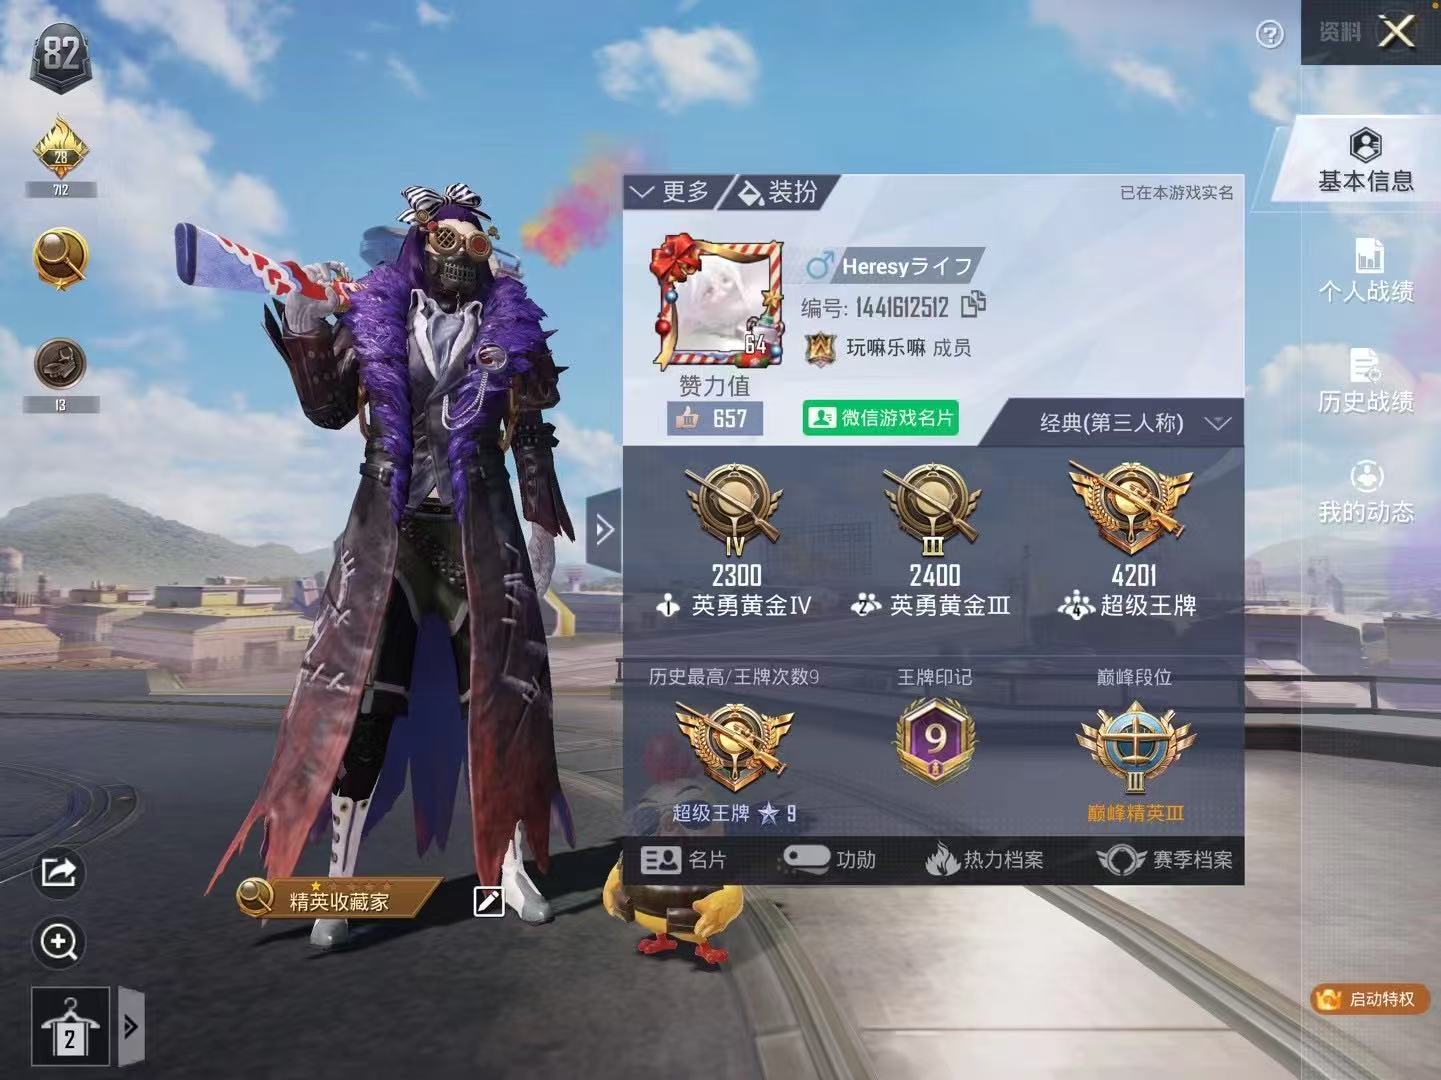 82
资料
28
712
13
更多
装扮
已在本游戏实名
基本信息
Heresyライフ
编号: 1441612512
64
玩嘛乐嘛 成员
赞力值
657
微信游戏名片
经典(第三人称)
个人战绩
历史战绩
我的动态
IV
III
2300
2400
4201
1 英勇黄金IV
2 英勇黄金III
4 超级王牌
历史最高/王牌次数9
王牌印记
巅峰段位
9
III
超级王牌 9
巅峰精英III
名片
功勋
热力档案
赛季档案
精英收藏家
启动特权
2